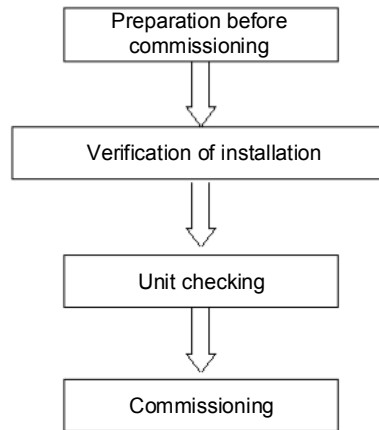 Preparation before
commissioning
Verification of installation
Unit checking
Commissioning